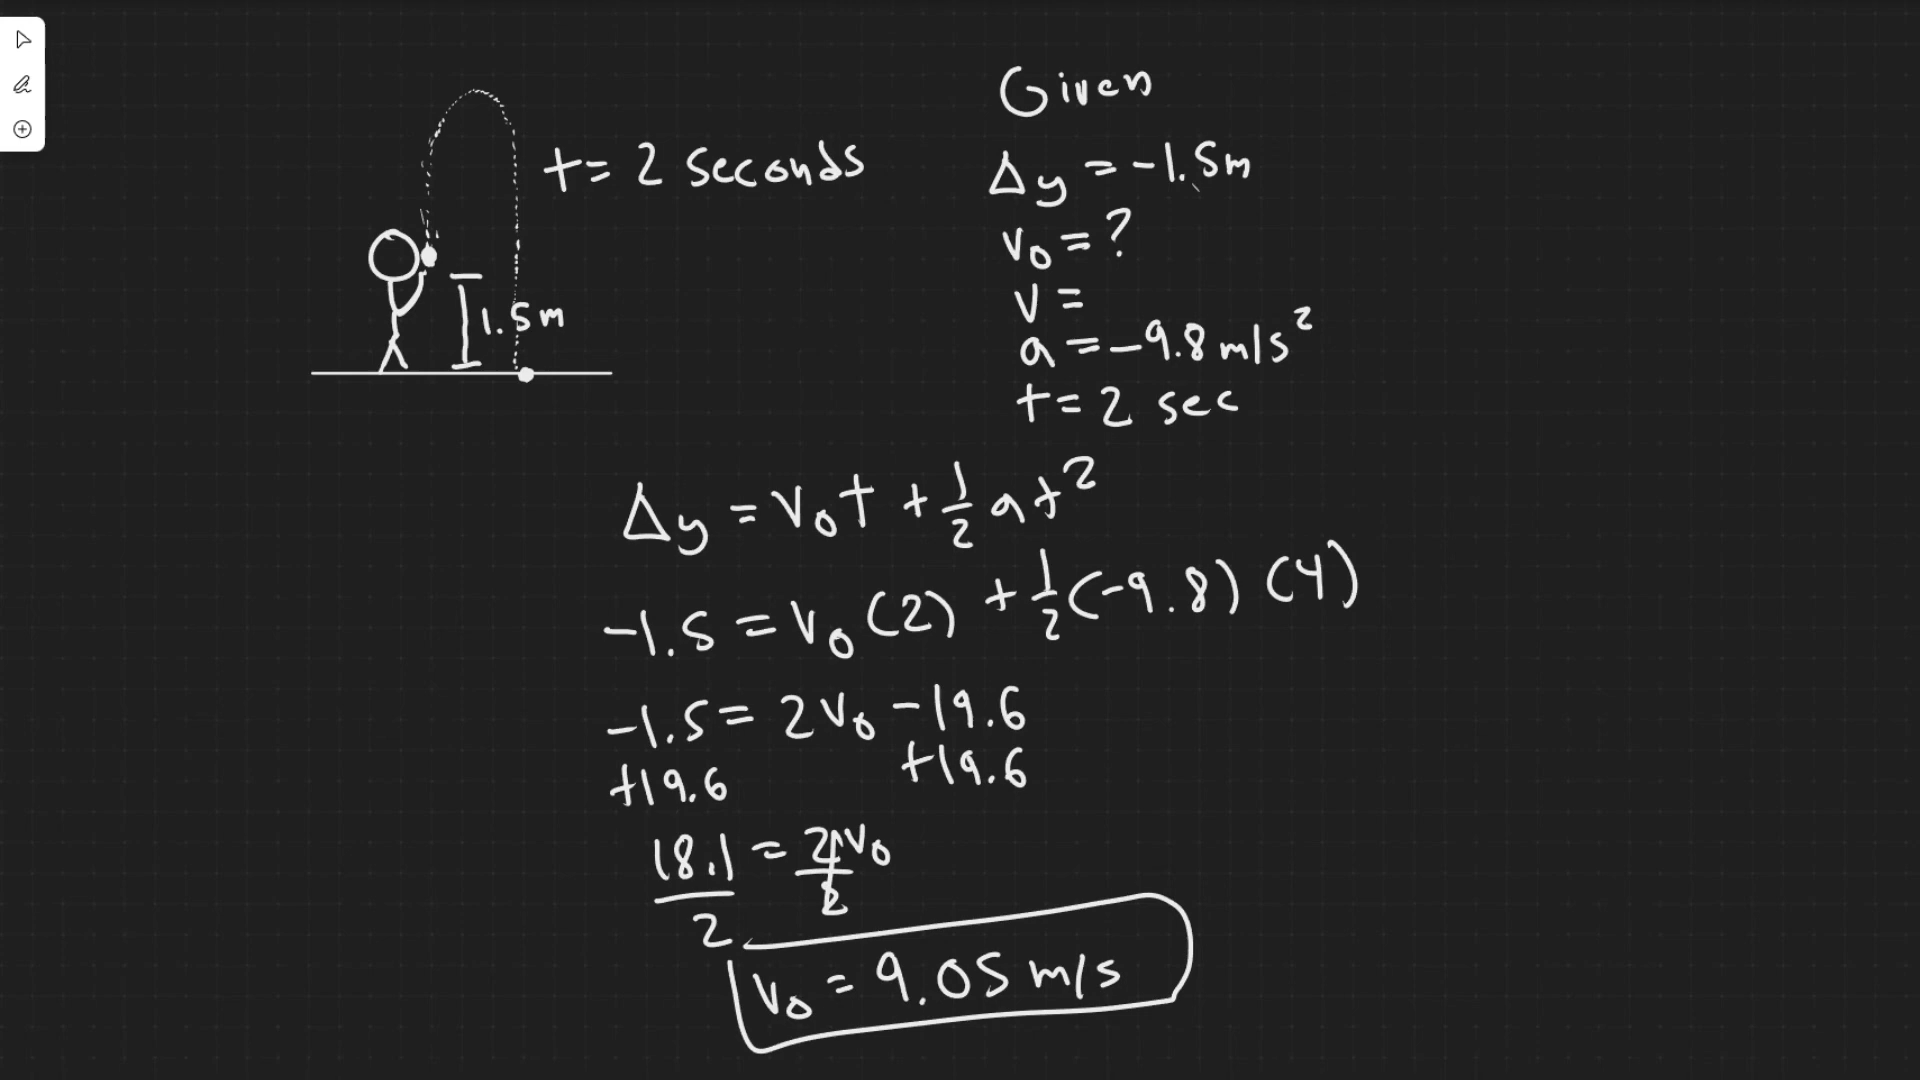 t = 2 seconds
1.5m
Given
Δy = -1.5m
v₀ = ?
v =
a = -9.8 m/s²
t = 2 sec
Δy = v₀t + ½at²
-1.5 = v₀(2) + ½(-9.8)(4)
-1.5 = 2v₀ - 19.6
+19.6 +19.6
18.1/2 = 2v₀/2
v₀ = 9.05 m/s